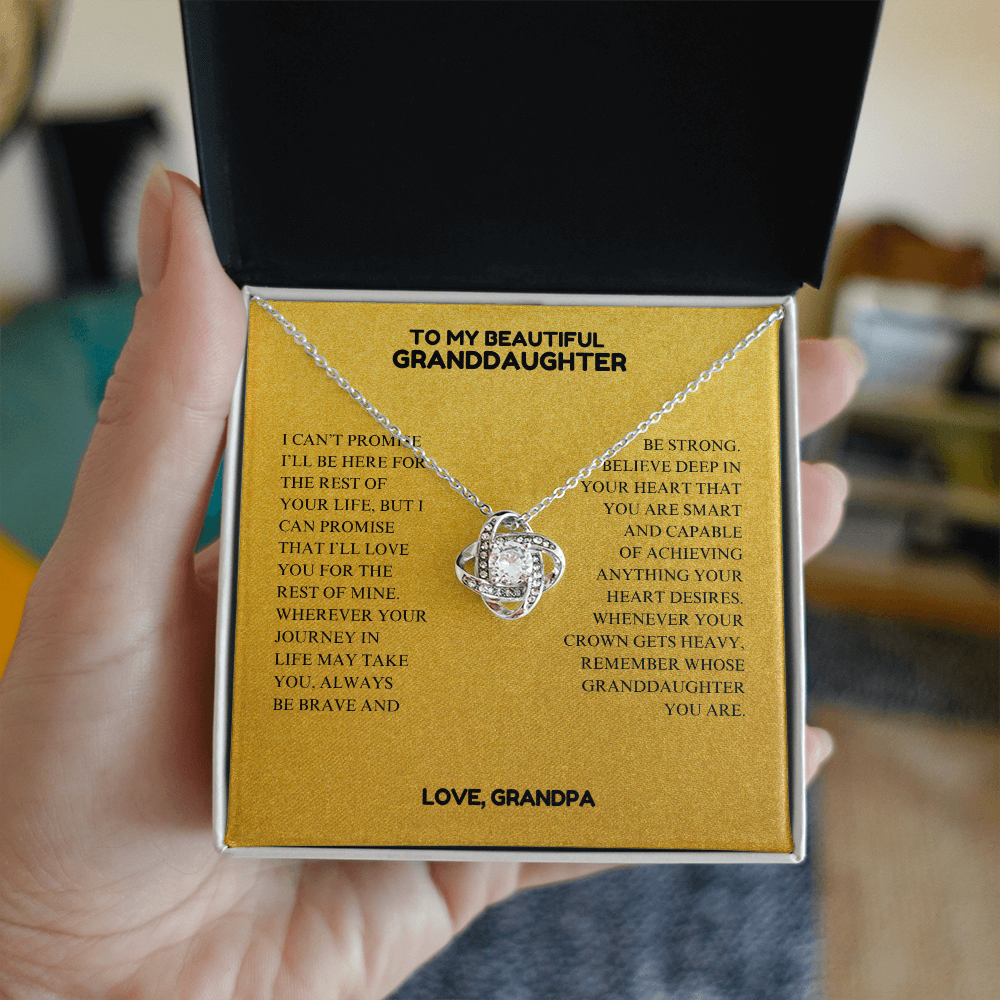 TO MY BEAUTIFUL
GRANDDAUGHTER
I CAN'T PROMISE
I'LL BE HERE FOR
THE REST OF
YOUR LIFE, BUT I
CAN PROMISE
THAT I'LL LOVE
YOU FOR THE
REST OF MINE.
WHEREVER YOUR
JOURNEY IN
LIFE MAY TAKE
YOU, ALWAYS
BE BRAVE AND
BE STRONG.
BELIEVE DEEP IN
YOUR HEART THAT
YOU ARE SMART
AND CAPABLE
OF ACHIEVING
ANYTHING YOUR
HEART DESIRES.
WHENEVER YOUR
CROWN GETS HEAVY,
REMEMBER WHOSE
GRANDDAUGHTER
YOU ARE.
LOVE, GRANDPA